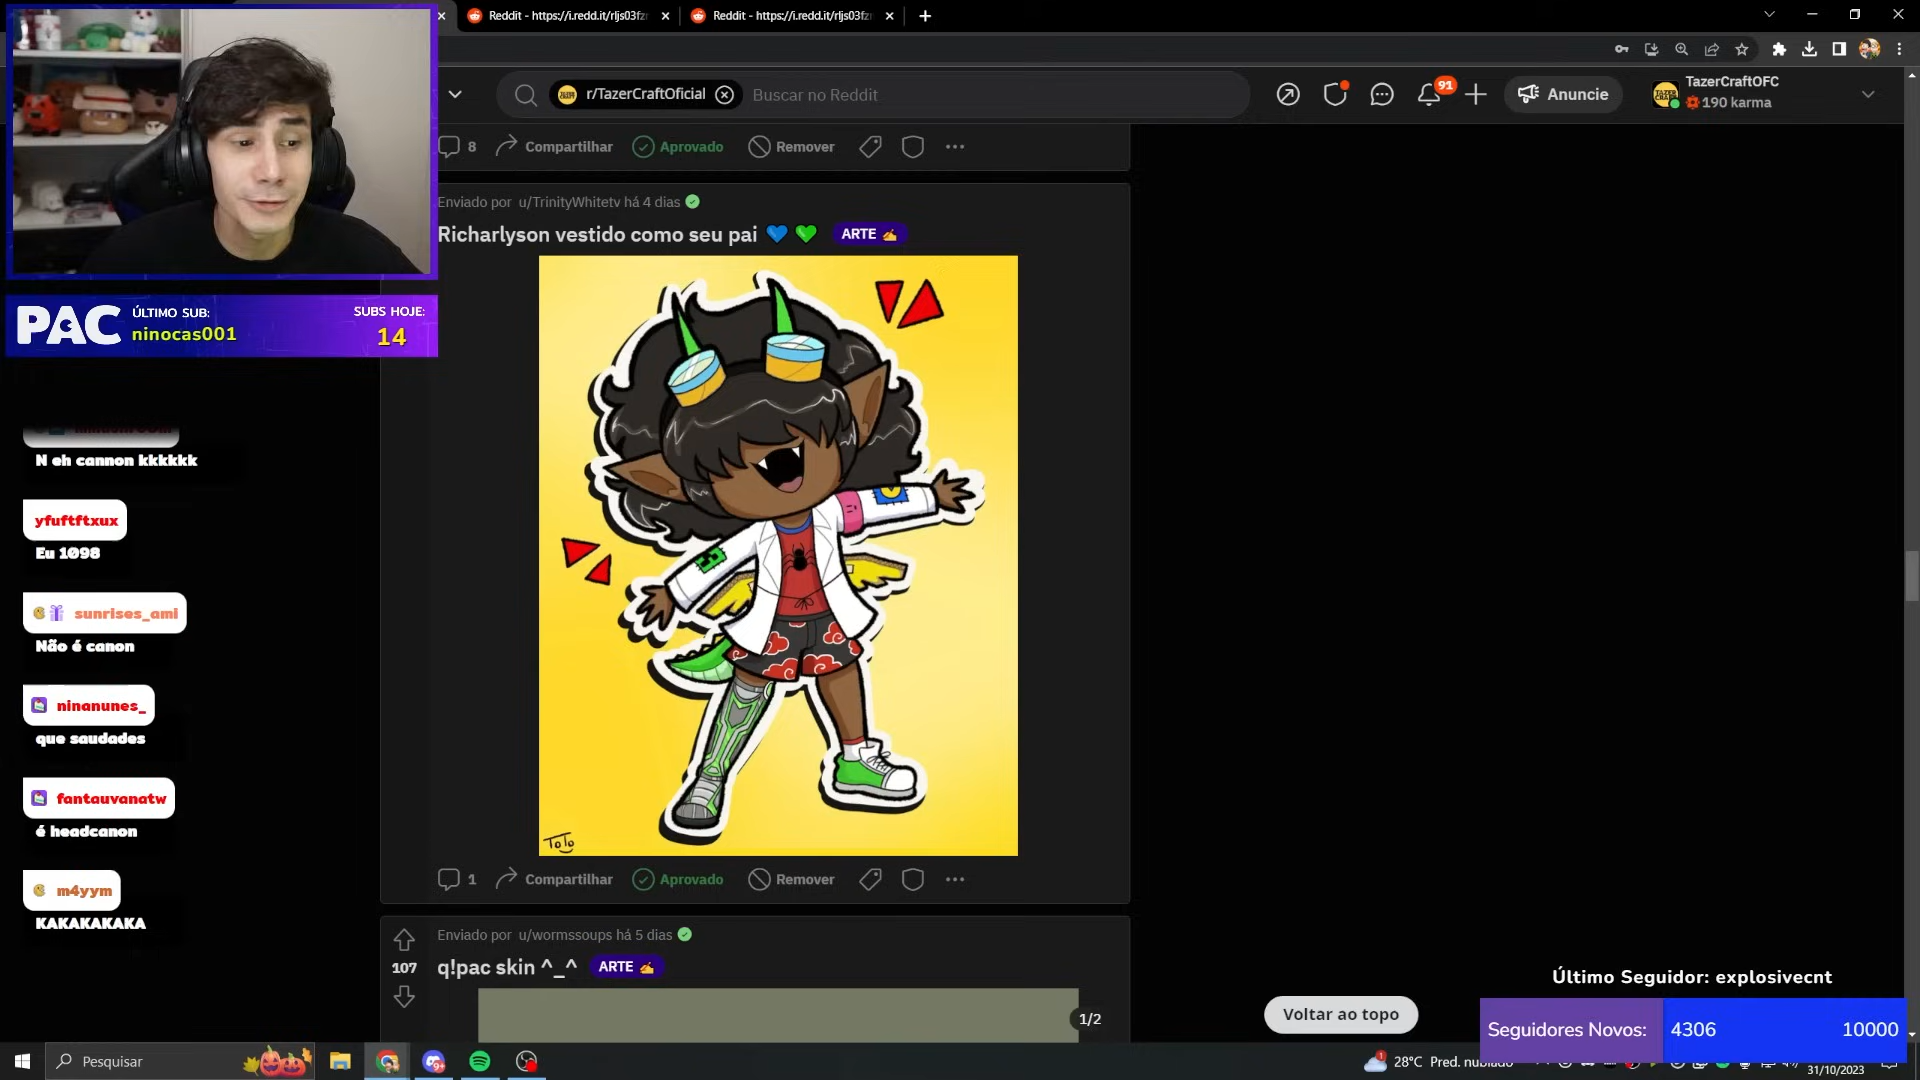 Reddit - https://i.redd.it/rljs03fz
Reddit - https://i.redd.it/rljs03fz
r/TazerCraftOficial
Buscar no Reddit
91
Anuncie
TazerCraftOFC
190 karma
8 Compartilhar Aprovado Remover
Enviado por u/TrinityWhitetv há 4 dias
Richarlyson vestido como seu pai 💙 💚 ARTE ✍
PAC
ÚLTIMO SUB:
ninocas001
SUBS HOJE:
14
N eh cannon kkkkkk
yfuftftxux
Eu 1098
sunrises_ami
Não é canon
ninanunes_
que saudades
fantauvanatw
é headcanon
m4yym
KAKAKAKAKA
ToTo
1 Compartilhar Aprovado Remover
Enviado por u/wormssoups há 5 dias
107
q!pac skin ^_^ ARTE ✍
1/2
Voltar ao topo
Último Seguidor: explosivecnt
Seguidores Novos: 4306 10000
Pesquisar
28°C Pred. nublado
31/10/2023